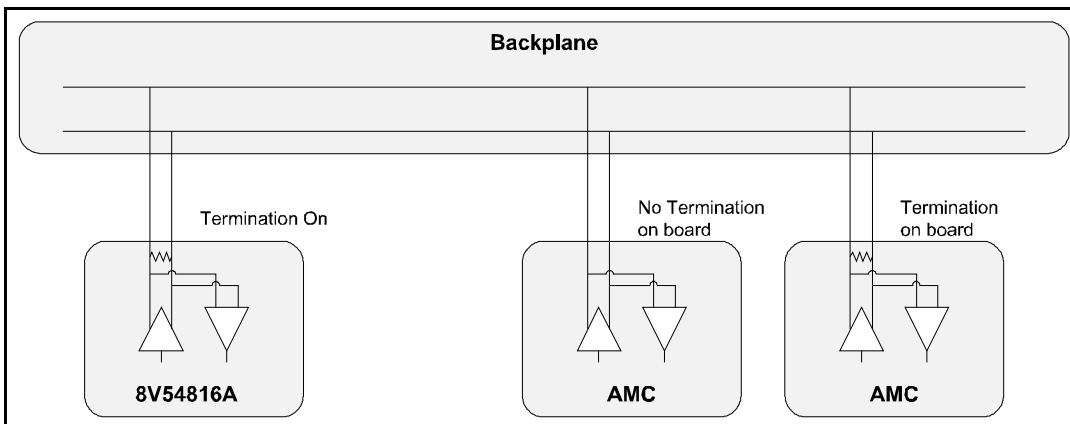 Backplane
Termination On
No Termination
on board
Termination
on board
8V54816A
AMC
AMC